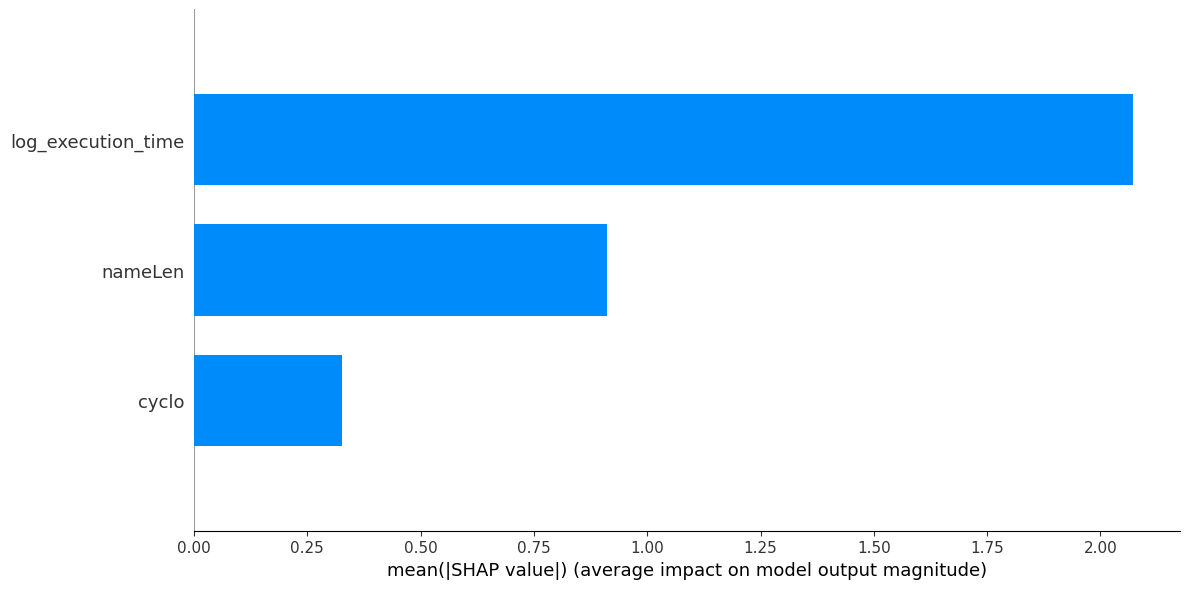 log_execution_time
nameLen
cyclo
0.00 0.25 0.50 0.75 1.00 1.25 1.50 1.75 2.00
mean(|SHAP value|) (average impact on model output magnitude)